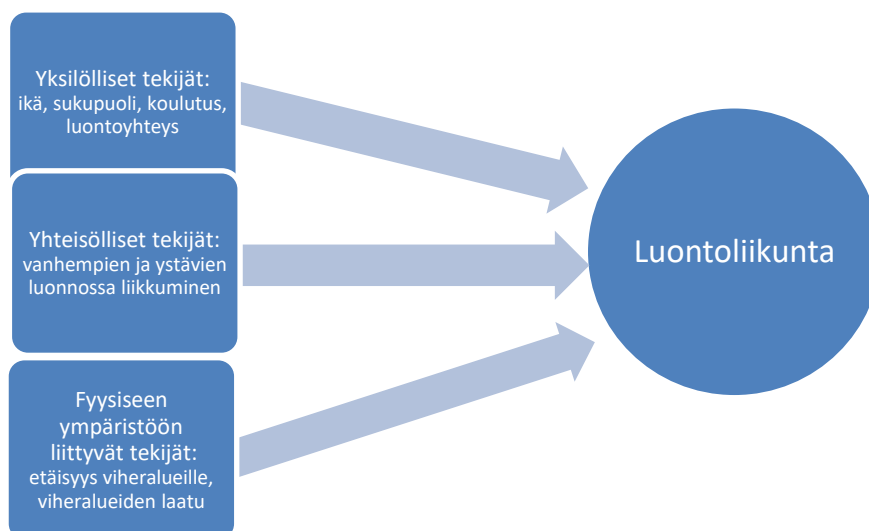 Yksilölliset tekijät:
ikä, sukupuoli, koulutus,
luontoyhteys
Yhteisölliset tekijät:
vanhempien ja ystävien
luonnossa liikkuminen
Fyysiseen
ympäristöön
liittyvät tekijät:
etäisyys viheralueille,
viheralueiden laatu
Luontoliikunta